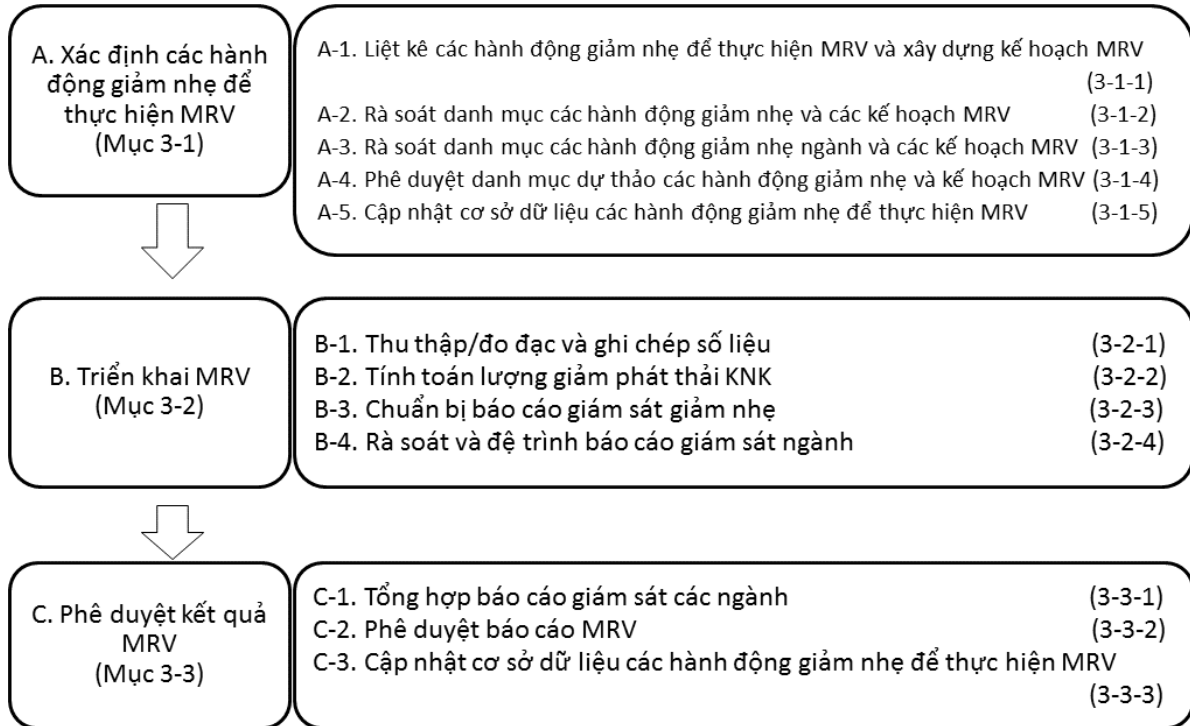 A. Xác định các hành
động giảm nhẹ để
thực hiện MRV
(Mục 3-1)
A-1. Liệt kê các hành động giảm nhẹ để thực hiện MRV và xây dựng kế hoạch MRV
(3-1-1)
A-2. Rà soát danh mục các hành động giảm nhẹ và các kế hoạch MRV (3-1-2)
A-3. Rà soát danh mục các hành động giảm nhẹ ngành và các kế hoạch MRV (3-1-3)
A-4. Phê duyệt danh mục dự thảo các hành động giảm nhẹ và kế hoạch MRV (3-1-4)
A-5. Cập nhật cơ sở dữ liệu các hành động giảm nhẹ để thực hiện MRV (3-1-5)
B. Triển khai MRV
(Mục 3-2)
B-1. Thu thập/đo đạc và ghi chép số liệu (3-2-1)
B-2. Tính toán lượng giảm phát thải KNK (3-2-2)
B-3. Chuẩn bị báo cáo giám sát giảm nhẹ (3-2-3)
B-4. Rà soát và đệ trình báo cáo giám sát ngành (3-2-4)
C. Phê duyệt kết quả
MRV
(Mục 3-3)
C-1. Tổng hợp báo cáo giám sát các ngành (3-3-1)
C-2. Phê duyệt báo cáo MRV (3-3-2)
C-3. Cập nhật cơ sở dữ liệu các hành động giảm nhẹ để thực hiện MRV
(3-3-3)